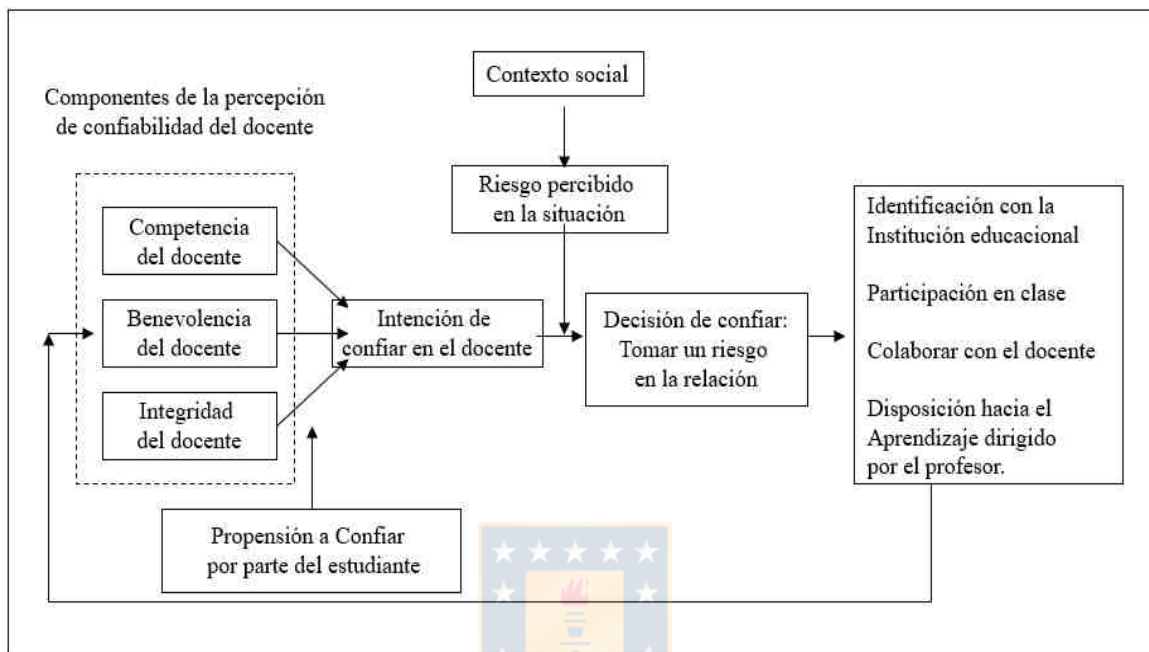 Contexto social
Componentes de la percepción
de confiabilidad del docente
Riesgo percibido
en la situación
Competencia
del docente
Benevolencia
del docente
Integridad
del docente
Intención de
confiar en el docente
Decisión de confiar:
Tomar un riesgo
en la relación
Identificación con la
Institución educacional
Participación en clase
Colaborar con el docente
Disposición hacia el
Aprendizaje dirigido
por el profesor.
Propensión a Confiar
por parte del estudiante